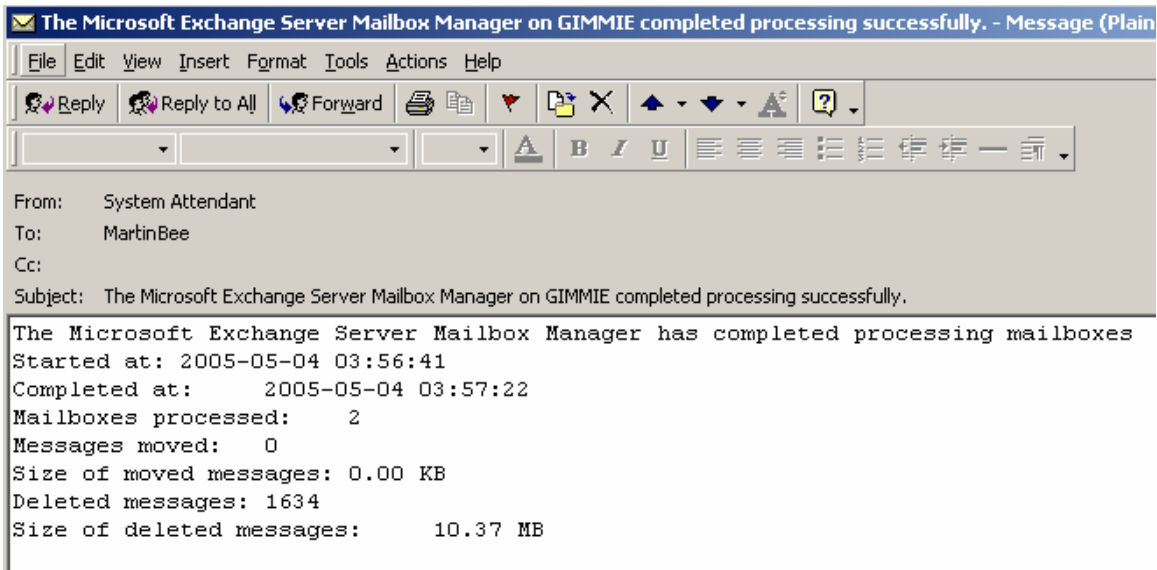 The Microsoft Exchange Server Mailbox Manager on GIMMIE completed processing successfully. - Message (Plain
File Edit View Insert Format Tools Actions Help
Reply Reply to All Forward
A B I U
From: System Attendant
To: MartinBee
Cc:
Subject: The Microsoft Exchange Server Mailbox Manager on GIMMIE completed processing successfully.
The Microsoft Exchange Server Mailbox Manager has completed processing mailboxes
Started at: 2005-05-04 03:56:41
Completed at: 2005-05-04 03:57:22
Mailboxes processed: 2
Messages moved: 0
Size of moved messages: 0.00 KB
Deleted messages: 1634
Size of deleted messages: 10.37 MB